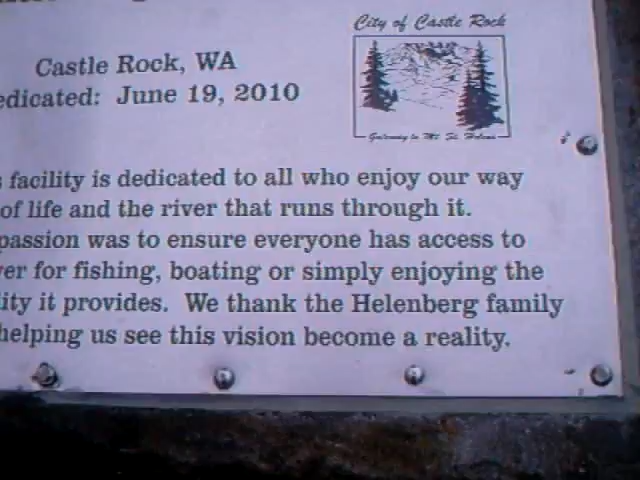 City of Castle Rock
Castle Rock, WA
edicated: June 19, 2010
Gateway to Mt. St. Helens
s facility is dedicated to all who enjoy our way
of life and the river that runs through it.
passion was to ensure everyone has access to
er for fishing, boating or simply enjoying the
lity it provides. We thank the Helenberg family
helping us see this vision become a reality.